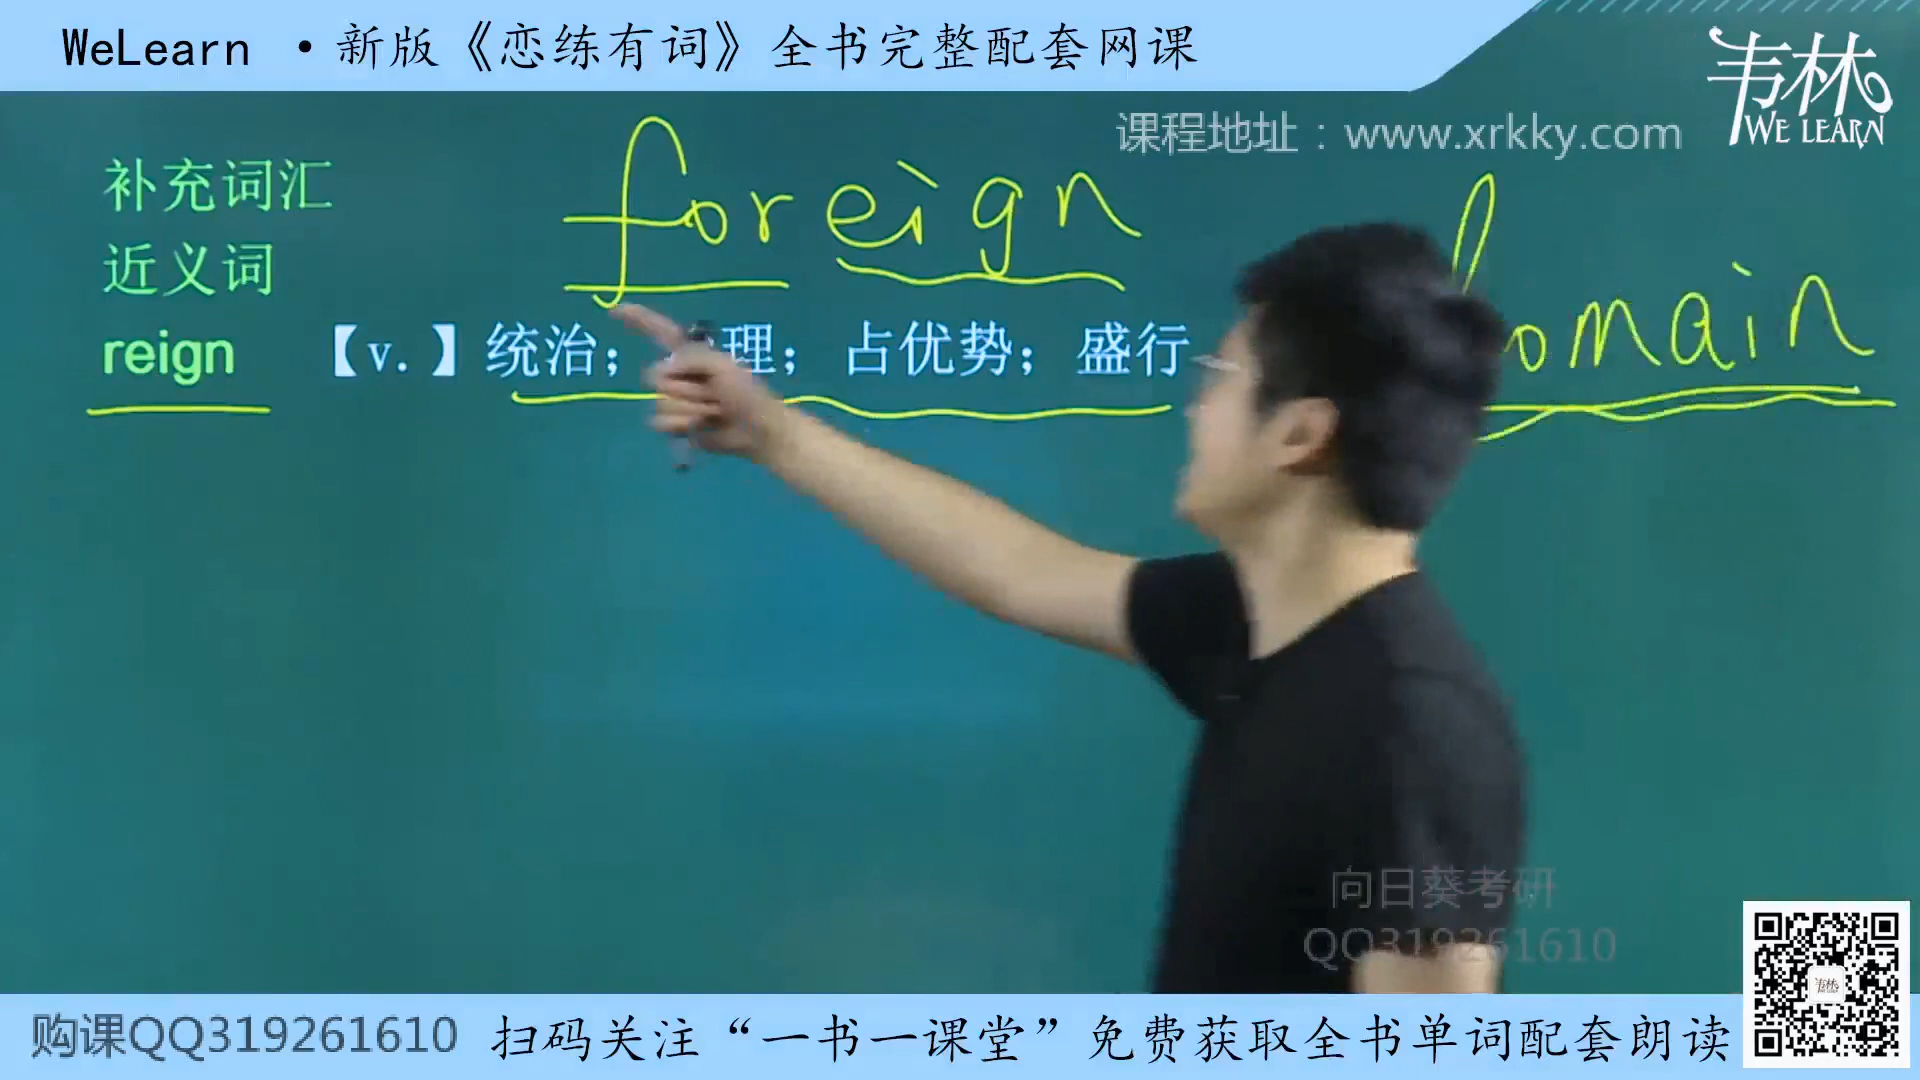 WeLearn · 新版《恋练有词》全书完整配套网课
韦林
WE LEARN
课程地址：www.xrkky.com
补充词汇
foreign
近义词
domain
reign 【v.】统治；理；占优势；盛行
向日葵考研
QQ319261610
购课QQ319261610 扫码关注“一书一课堂”免费获取全书单词配套朗读